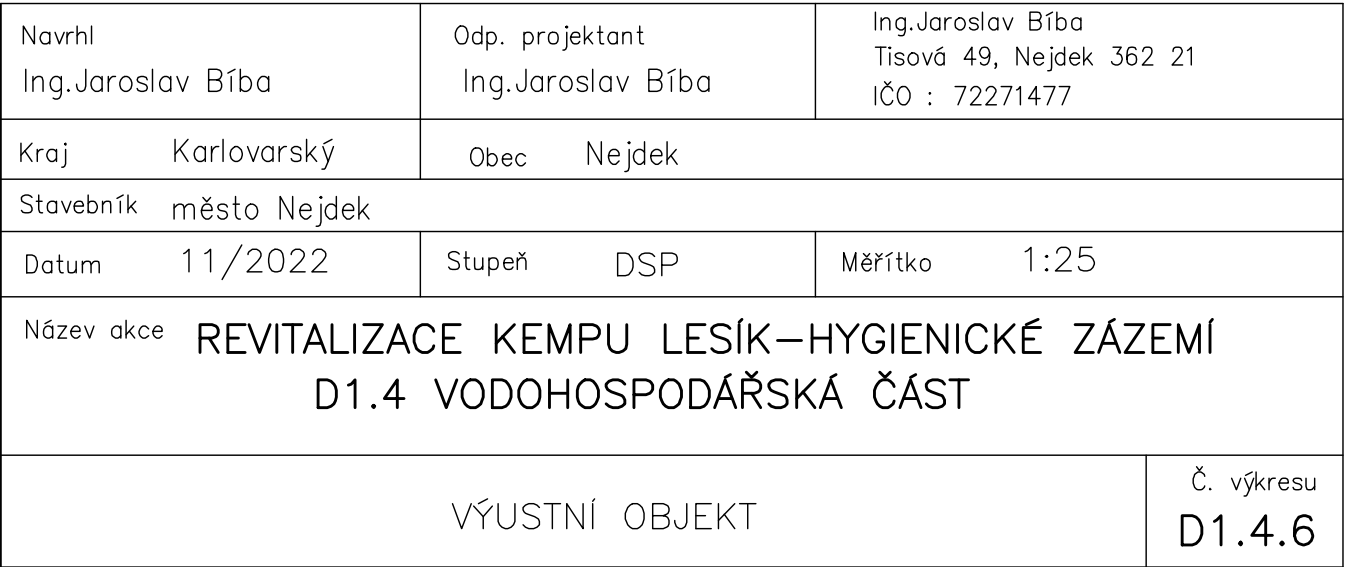 Navrhl
Ing.Jaroslav Bíba
Odp. projektant
Ing.Jaroslav Bíba
Ing.Jaroslav Bíba
Tisová 49, Nejdek 362 21
IČO : 72271477
Kraj Karlovarský
Obec Nejdek
Stavebník město Nejdek
Datum 11/2022
Stupeň DSP
Měřítko 1:25
Název akce REVITALIZACE KEMPU LESÍK–HYGIENICKÉ ZÁZEMÍ
D1.4 VODOHOSPODÁŘSKÁ ČÁST
VÝUSTNÍ OBJEKT
Č. výkresu
D1.4.6